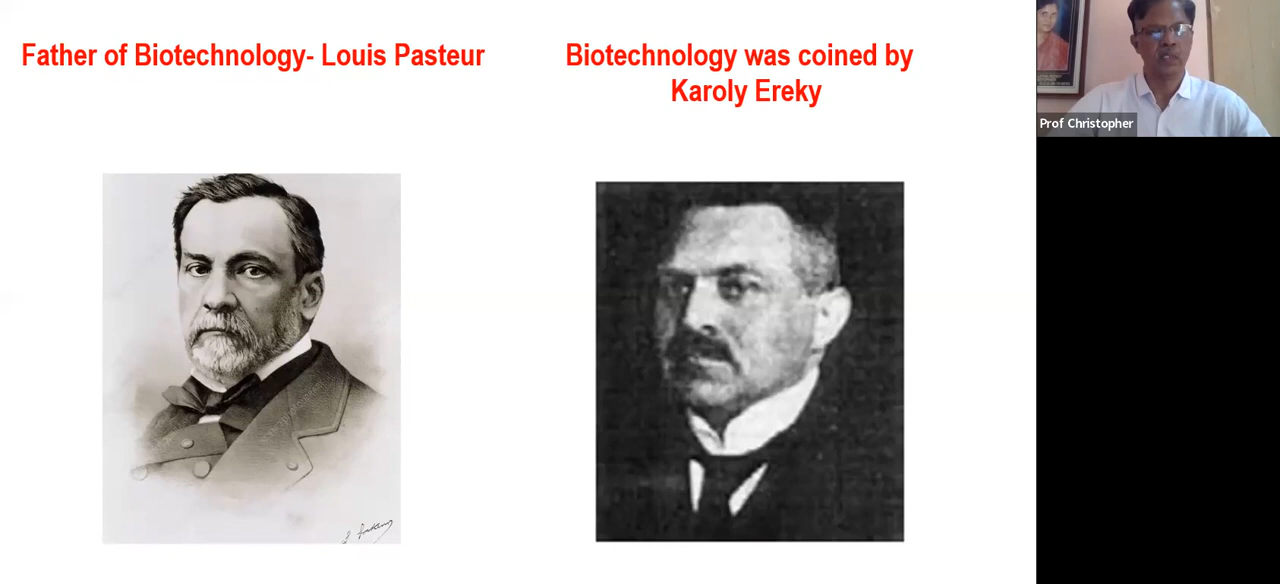 Father of Biotechnology- Louis Pasteur
Biotechnology was coined by
Karoly Ereky
Prof Christopher